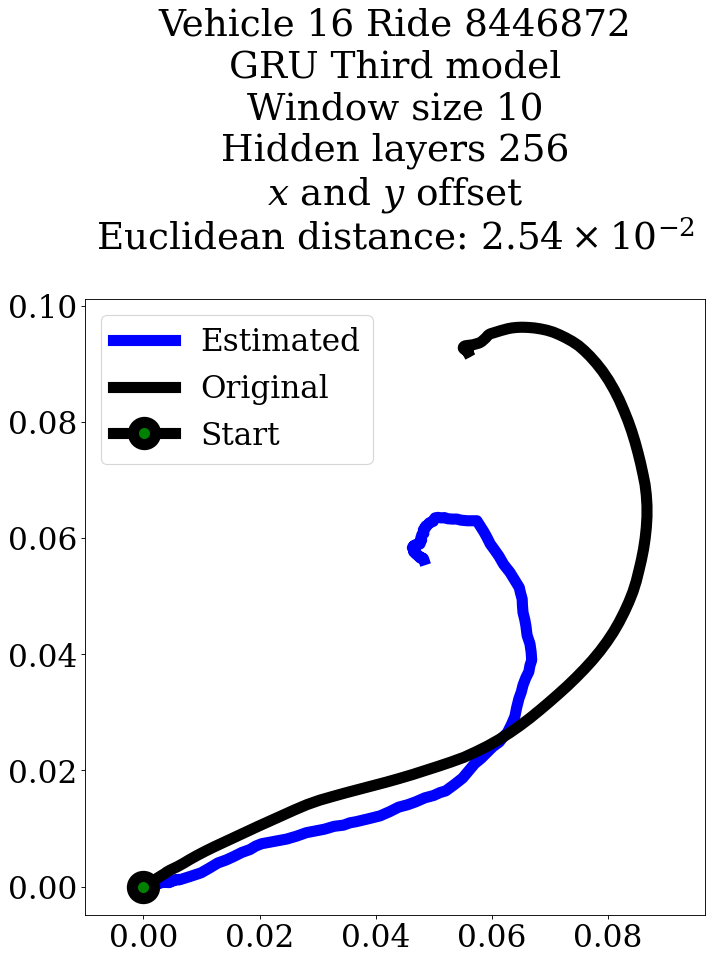 Vehicle 16 Ride 8446872
GRU Third model
Window size 10
Hidden layers 256
x and y offset
Euclidean distance: 2.54 × 10⁻²
0.10
0.08
0.06
0.04
0.02
0.00
Estimated
Original
Start
0.00 0.02 0.04 0.06 0.08